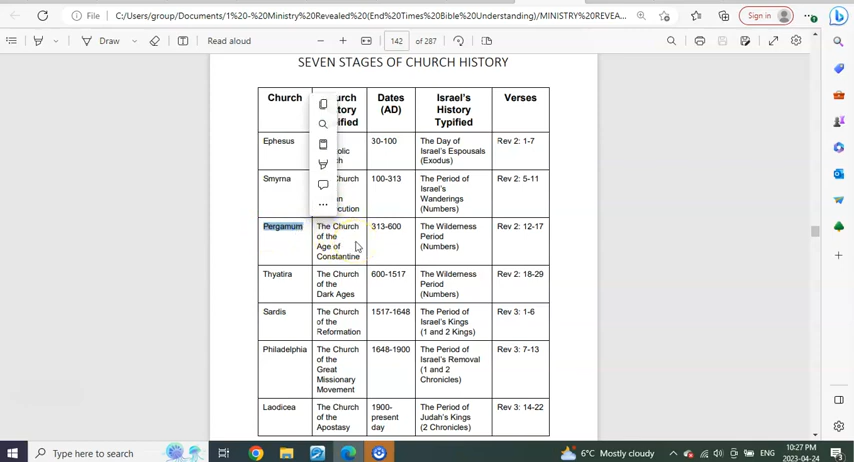 File
C:/Users/group/Documents/1%20-%20Ministry%20Revealed%20(End%20Times%20Bible%20Understanding)/MINISTRY%20REVEA...
Sign in
Draw
Read aloud
142
of 287
SEVEN STAGES OF CHURCH HISTORY
Church
Dates
(AD)
Israel's
History
Typified
Verses
Ephesus
30-100
The Day of
Israel's Espousals
(Exodus)
Rev 2: 1-7
Smyrna
100-313
The Period of
Israel's
Wanderings
(Numbers)
Rev 2: 5-11
Pergamum
The Church
of the
Age of
Constantine
313-600
The Wilderness
Period
(Numbers)
Rev 2: 12-17
Thyatira
The Church
of the
Dark Ages
600-1517
The Wilderness
Period
(Numbers)
Rev 2: 18-29
Sardis
The Church
of the
Reformation
1517-1648
The Period of
Israel's Kings
(1 and 2 Kings)
Rev 3: 1-6
Philadelphia
The Church
of the
Great
Missionary
Movement
1648-1900
The Period of
Israel's Removal
(1 and 2
Chronicles)
Rev 3: 7-13
Laodicea
The Church
of the
Apostasy
1900-
present
day
The Period of
Judah's Kings
(2 Chronicles)
Rev 3: 14-22
Type here to search
6°C Mostly cloudy
ENG
10:27 PM
2023-04-24